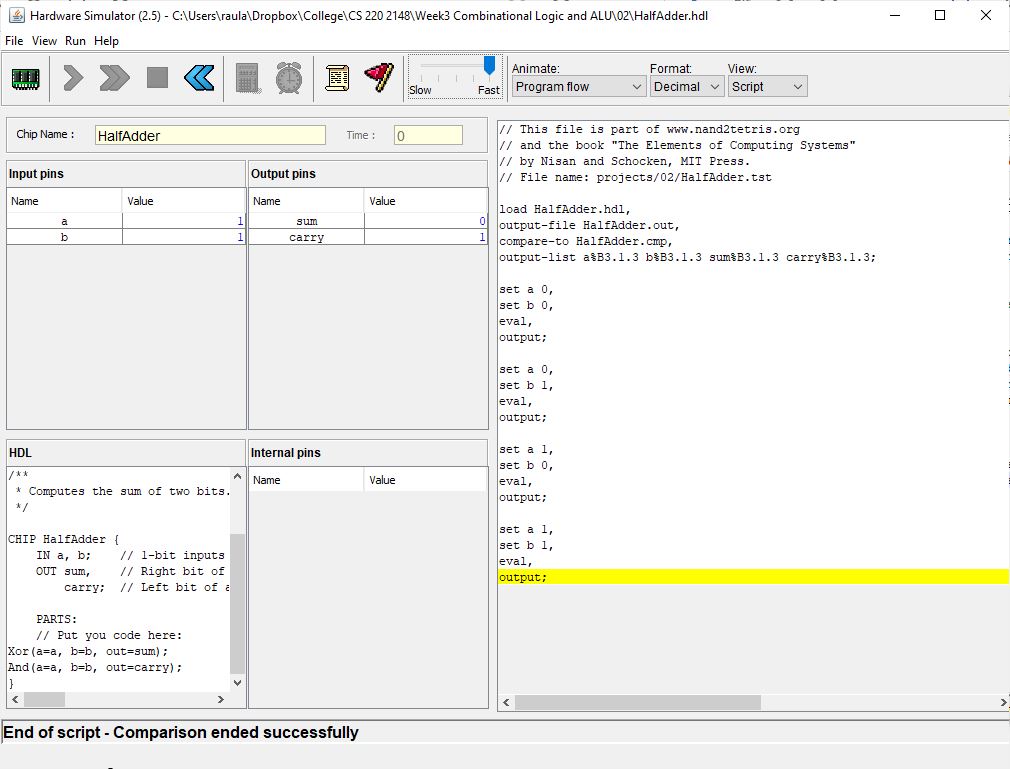 Hardware Simulator (2.5) - C:\Users\raula\Dropbox\College\CS 220 2148\Week3 Combinational Logic and ALU\02\HalfAdder.hdl
File View Run Help
Slow Fast
Animate:
Program flow
Format:
Decimal
View:
Script
Chip Name : HalfAdder Time : 0
Input pins
Name Value
a 1
b 1
Output pins
Name Value
sum 0
carry 1
HDL
/**
* Computes the sum of two bits.
*/
CHIP HalfAdder {
IN a, b; // 1-bit inputs
OUT sum, // Right bit of
carry; // Left bit of
PARTS:
// Put you code here:
Xor(a=a, b=b, out=sum);
And(a=a, b=b, out=carry);
}
Internal pins
Name Value
// This file is part of www.nand2tetris.org
// and the book "The Elements of Computing Systems"
// by Nisan and Schocken, MIT Press.
// File name: projects/02/HalfAdder.tst
load HalfAdder.hdl,
output-file HalfAdder.out,
compare-to HalfAdder.cmp,
output-list a%B3.1.3 b%B3.1.3 sum%B3.1.3 carry%B3.1.3;
set a 0,
set b 0,
eval,
output;
set a 0,
set b 1,
eval,
output;
set a 1,
set b 0,
eval,
output;
set a 1,
set b 1,
eval,
output;
End of script - Comparison ended successfully